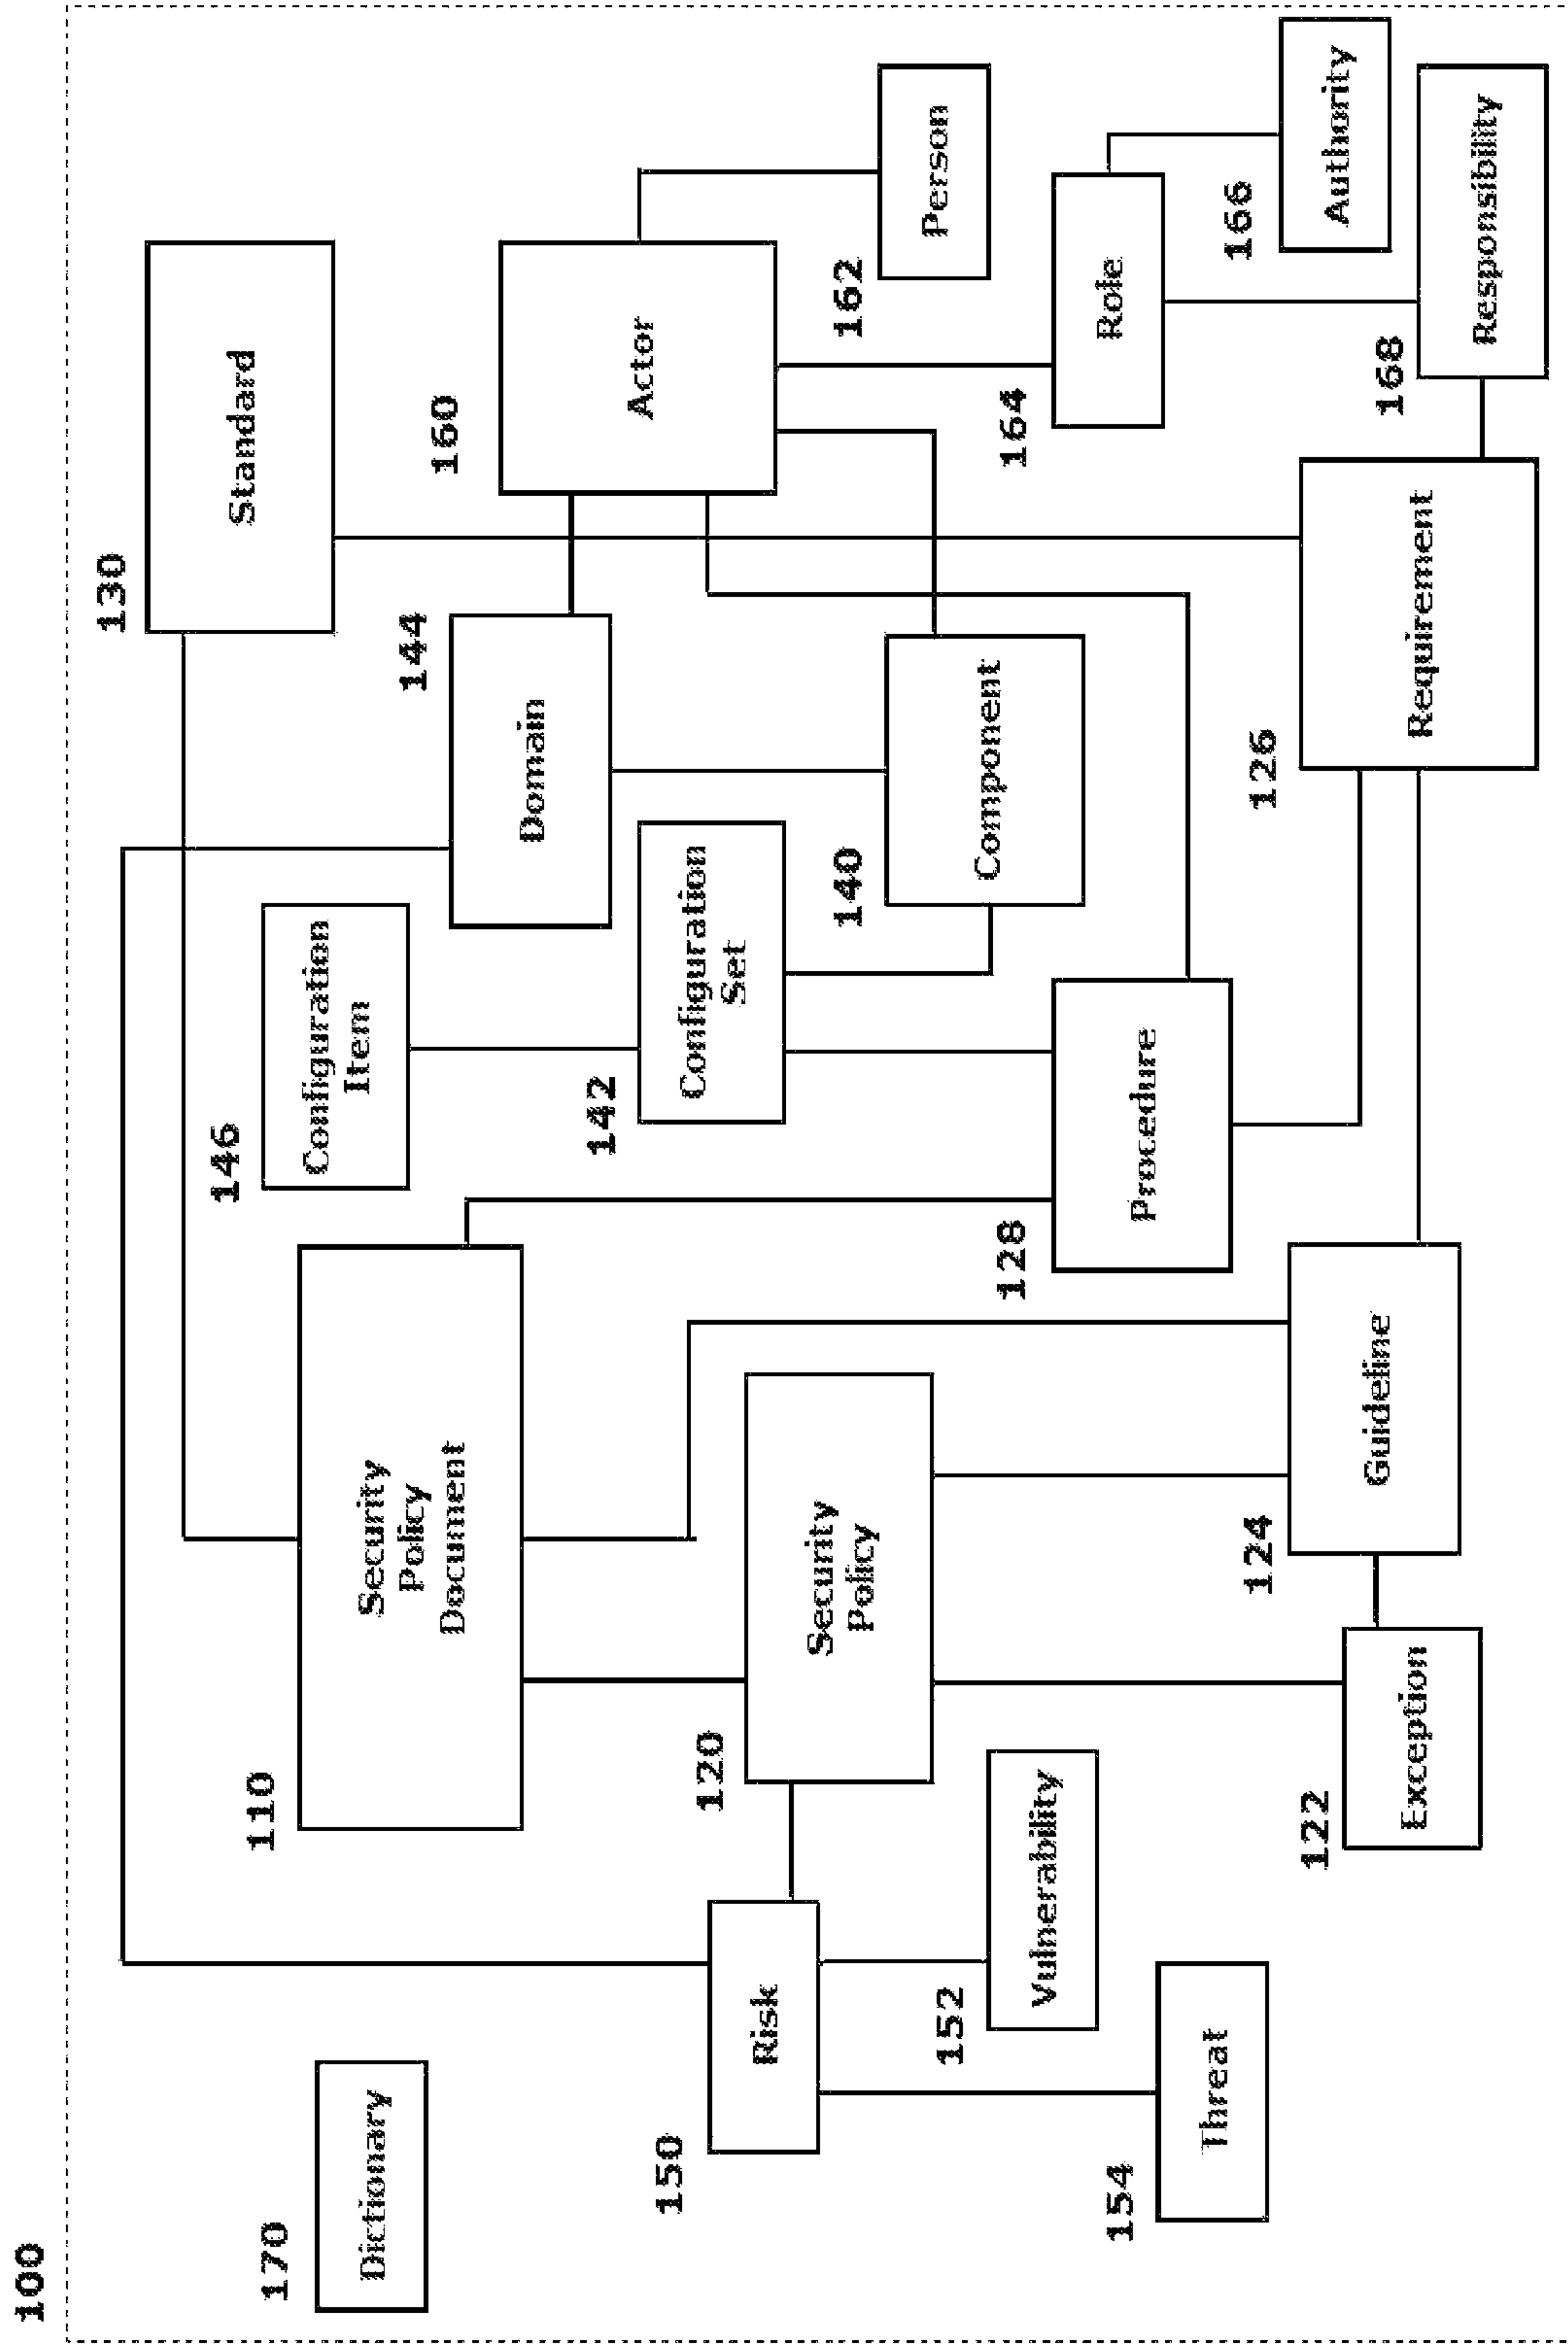 100
170
Dictionary
110
Security
Policy
Document
146
Configuration
Item
130
Standard
144
Domain
160
Actor
150
Risk
120
Security
Policy
142
Configuration
Set
140
Component
162
Person
152
Vulnerability
154
Threat
128
Procedure
164
Role
122
Exception
124
Guideline
126
Requirement
166
Authority
168
Responsibility